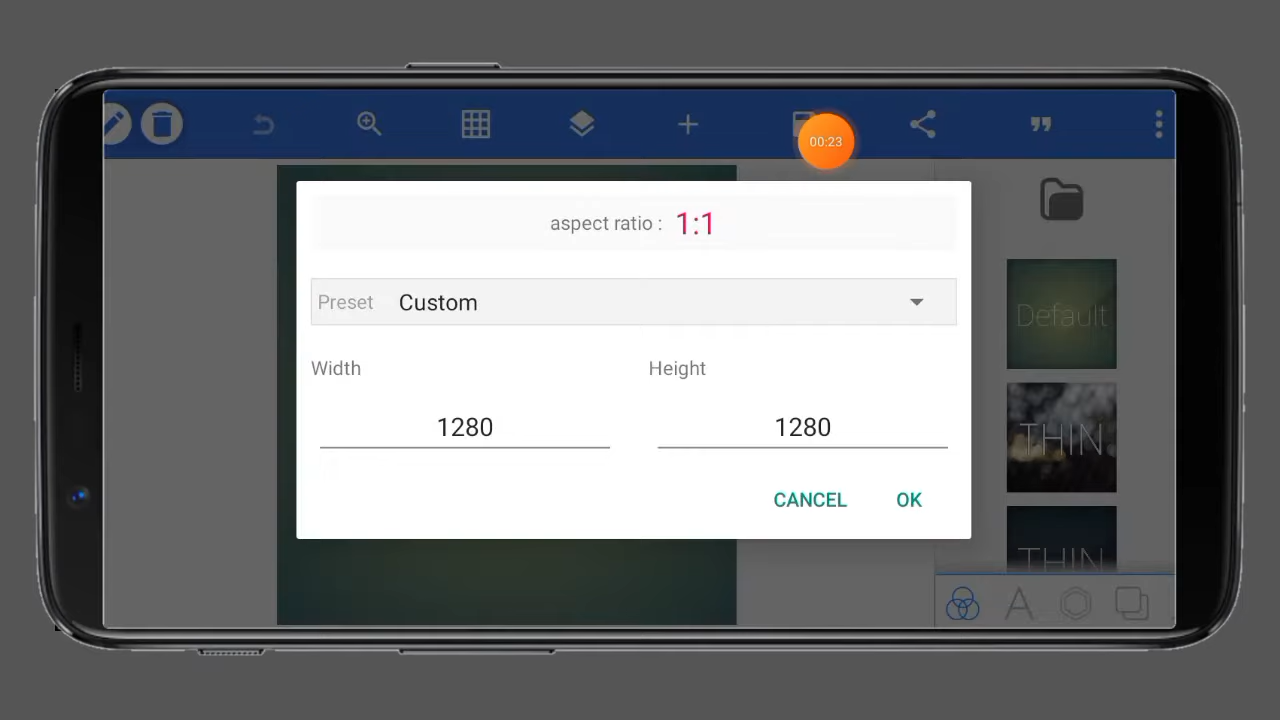 00:23
aspect ratio : 1:1
Preset Custom
Width Height
1280 1280
CANCEL OK
Default
THIN
THIN
A